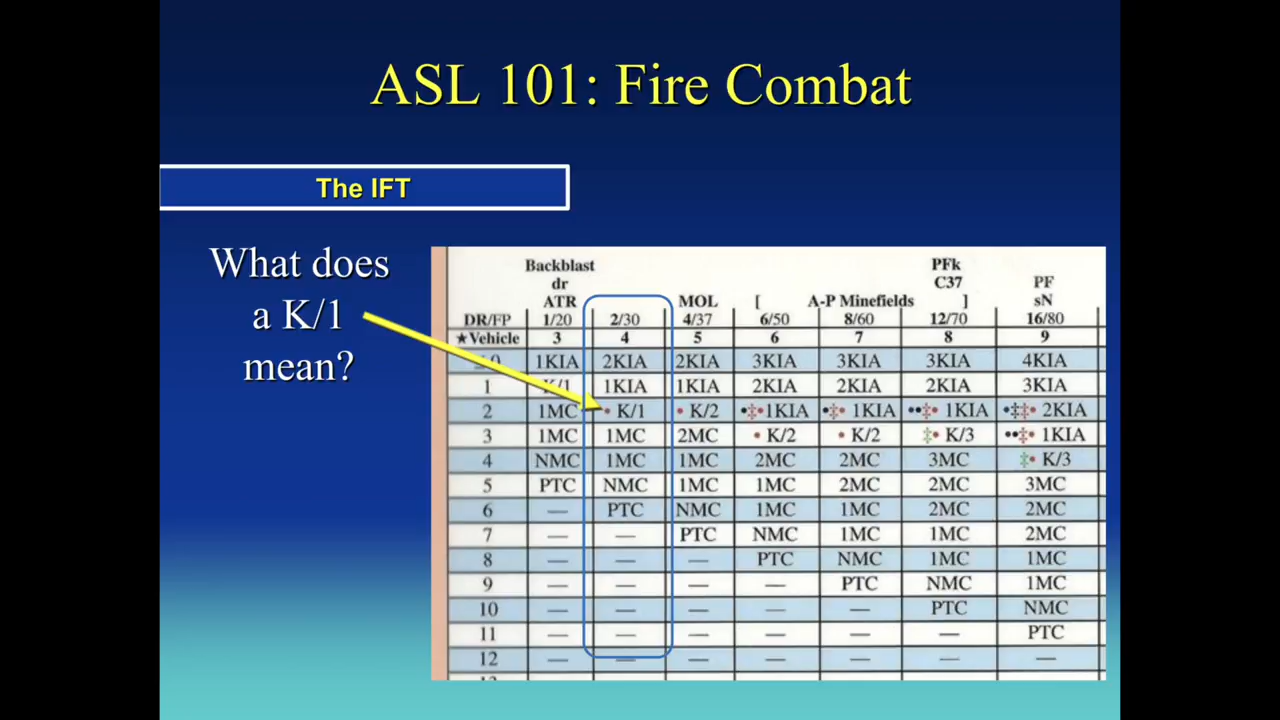 ASL 101: Fire Combat
The IFT
What does
a K/1
mean?
Backblast
dr PFk
C37 PF
ATR MOL [ A-P Minefields ] sN
DR/FP 1/20 2/30 4/37 6/50 8/60 12/70 16/80
★Vehicle 3 4 5 6 7 8 9
1KIA 2KIA 2KIA 3KIA 3KIA 3KIA 4KIA
1 K/1 1KIA 1KIA 2KIA 2KIA 2KIA 3KIA
2 1MC • K/1 • K/2 •‡•1KIA •‡• 1KIA ••‡• 1KIA •‡‡• 2KIA
3 1MC 1MC 2MC • K/2 • K/2 ‡• K/3 ••‡• 1KIA
4 NMC 1MC 1MC 2MC 2MC 3MC ‡• K/3
5 PTC NMC 1MC 1MC 2MC 2MC 3MC
6 — PTC NMC 1MC 1MC 2MC 2MC
7 — — PTC NMC 1MC 1MC 2MC
8 — — — PTC NMC 1MC 1MC
9 — — — — PTC NMC 1MC
10 — — — — — PTC NMC
11 — — — — — — PTC
12 — — — — — — —